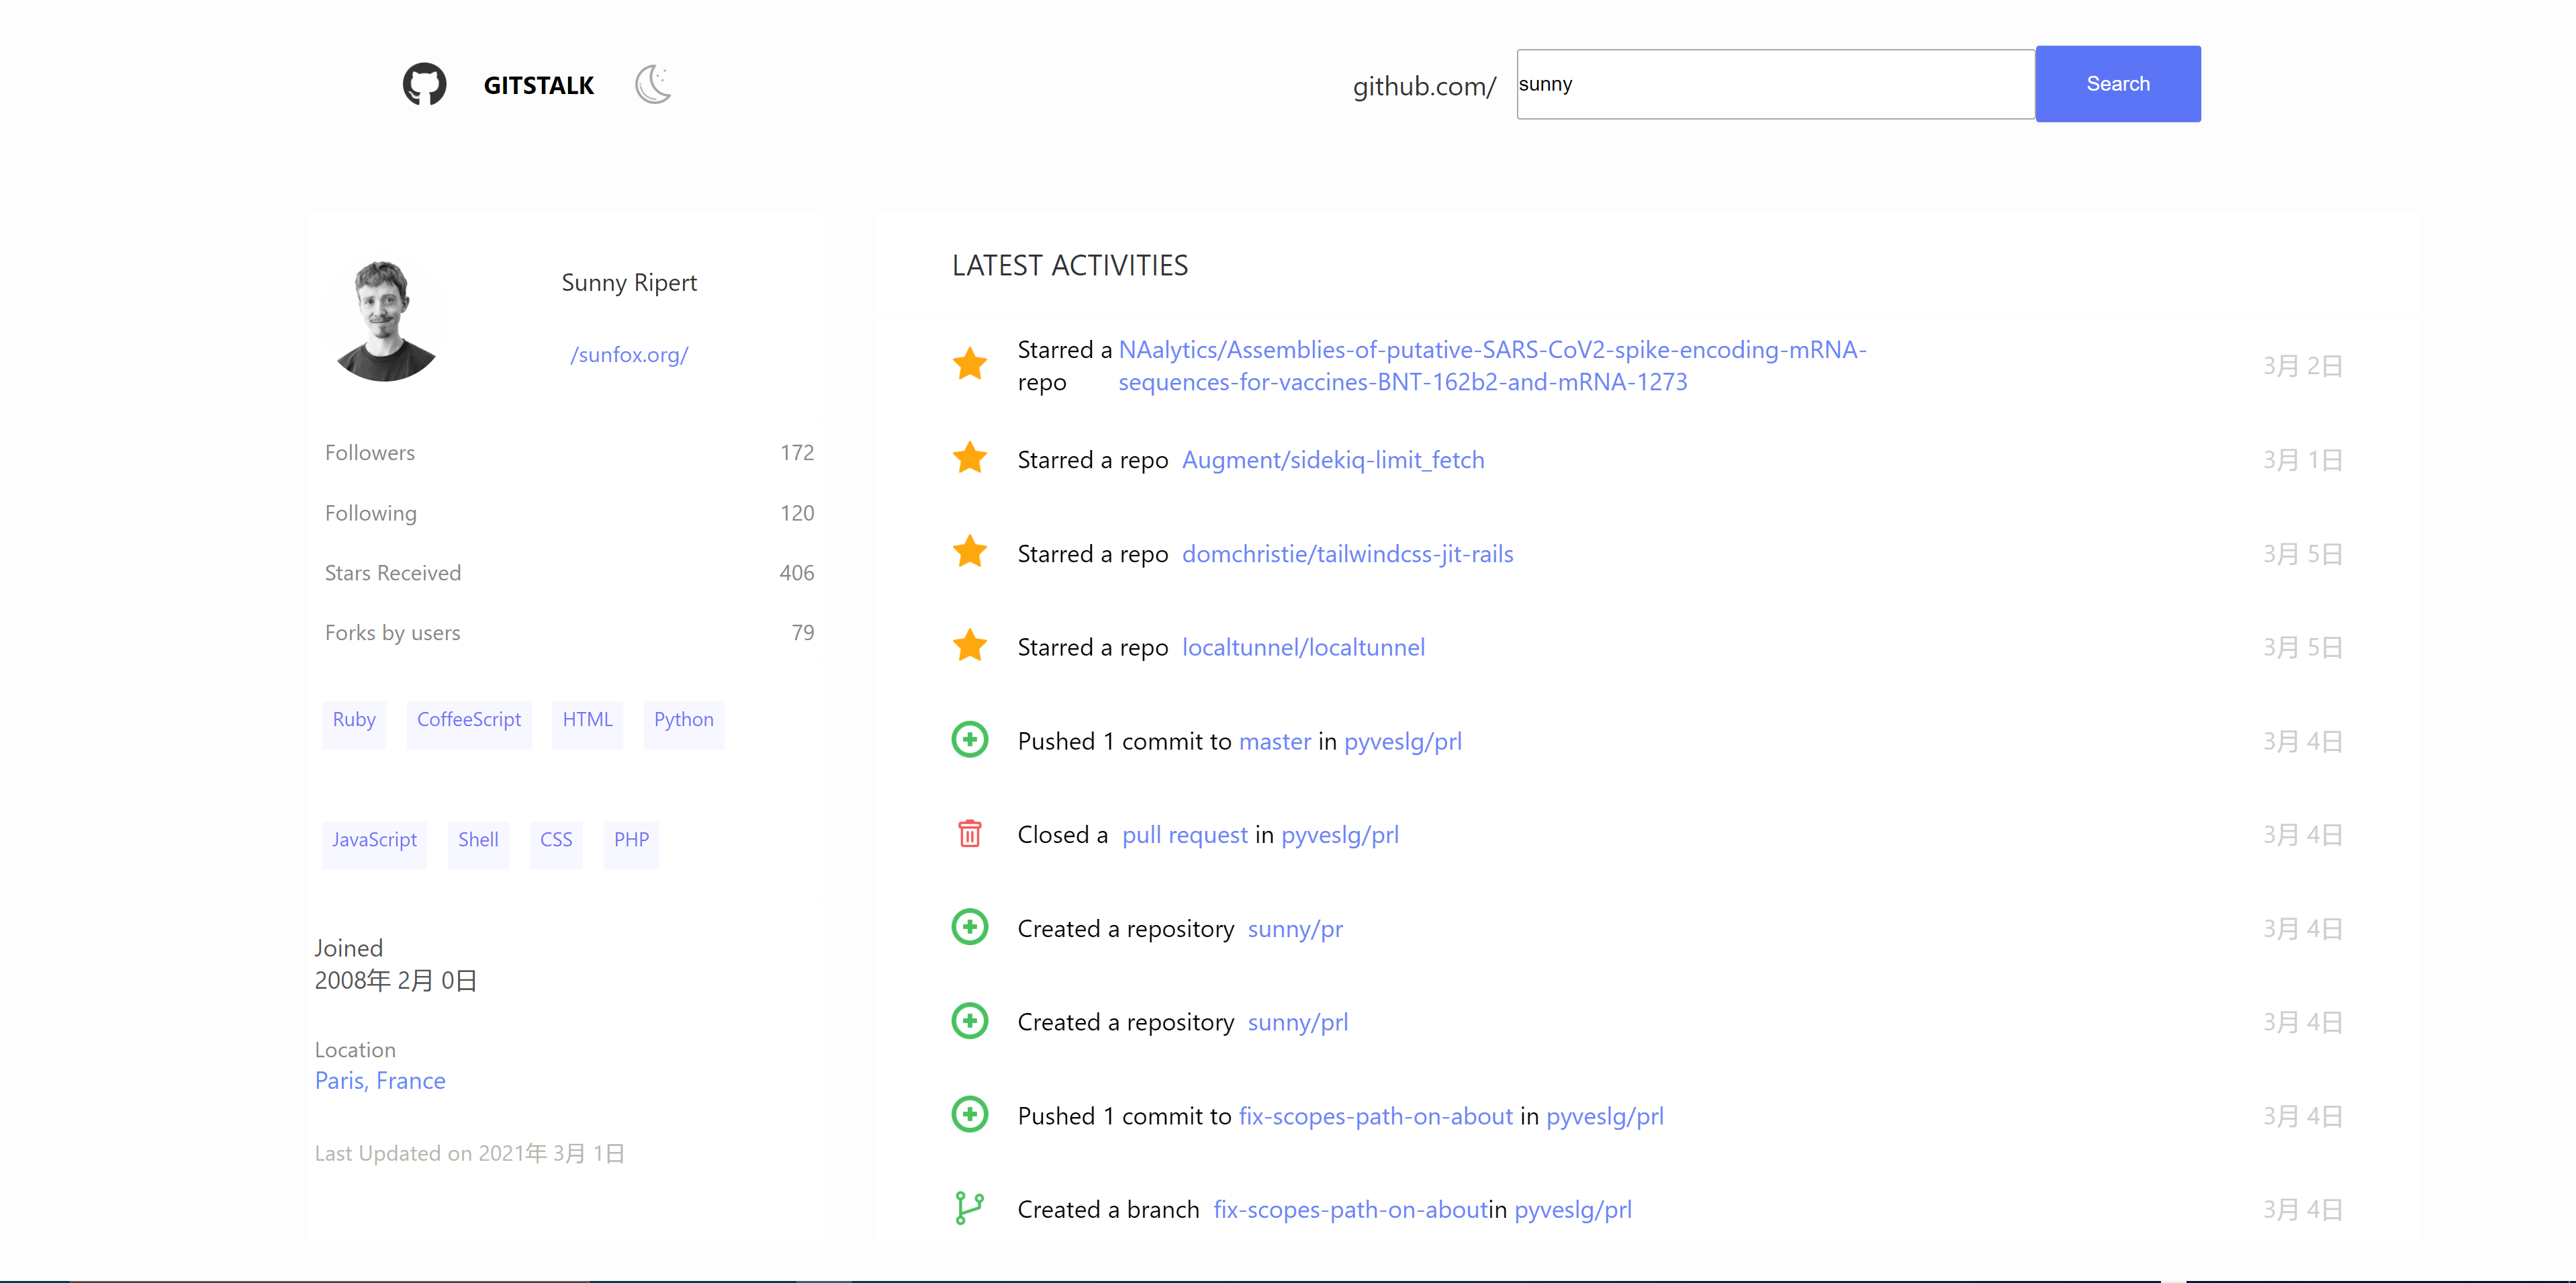 GITSTALK
github.com/ sunny Search
Sunny Ripert
/sunfox.org/
Followers 172
Following 120
Stars Received 406
Forks by users 79
Ruby CoffeeScript HTML Python
JavaScript Shell CSS PHP
Joined
2008年 2月 0日
Location
Paris, France
Last Updated on 2021年 3月 1日
LATEST ACTIVITIES
Starred a repo NAalytics/Assemblies-of-putative-SARS-CoV2-spike-encoding-mRNA-
sequences-for-vaccines-BNT-162b2-and-mRNA-1273 3月 2日
Starred a repo Augment/sidekiq-limit_fetch 3月 1日
Starred a repo domchristie/tailwindcss-jit-rails 3月 5日
Starred a repo localtunnel/localtunnel 3月 5日
Pushed 1 commit to master in pyveslg/prl 3月 4日
Closed a pull request in pyveslg/prl 3月 4日
Created a repository sunny/pr 3月 4日
Created a repository sunny/prl 3月 4日
Pushed 1 commit to fix-scopes-path-on-about in pyveslg/prl 3月 4日
Created a branch fix-scopes-path-on-aboutin pyveslg/prl 3月 4日